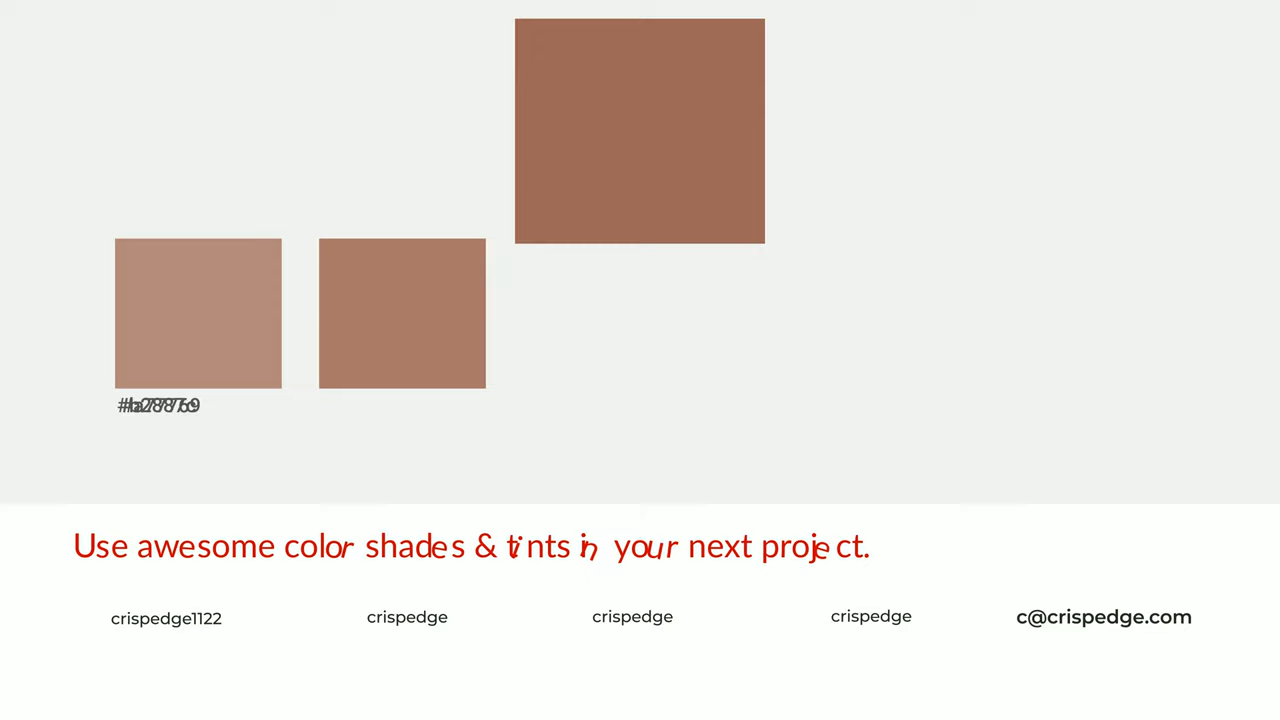 Use awesome color shades & tints in your next project.
crispedge1122 crispedge crispedge crispedge c@crispedge.com